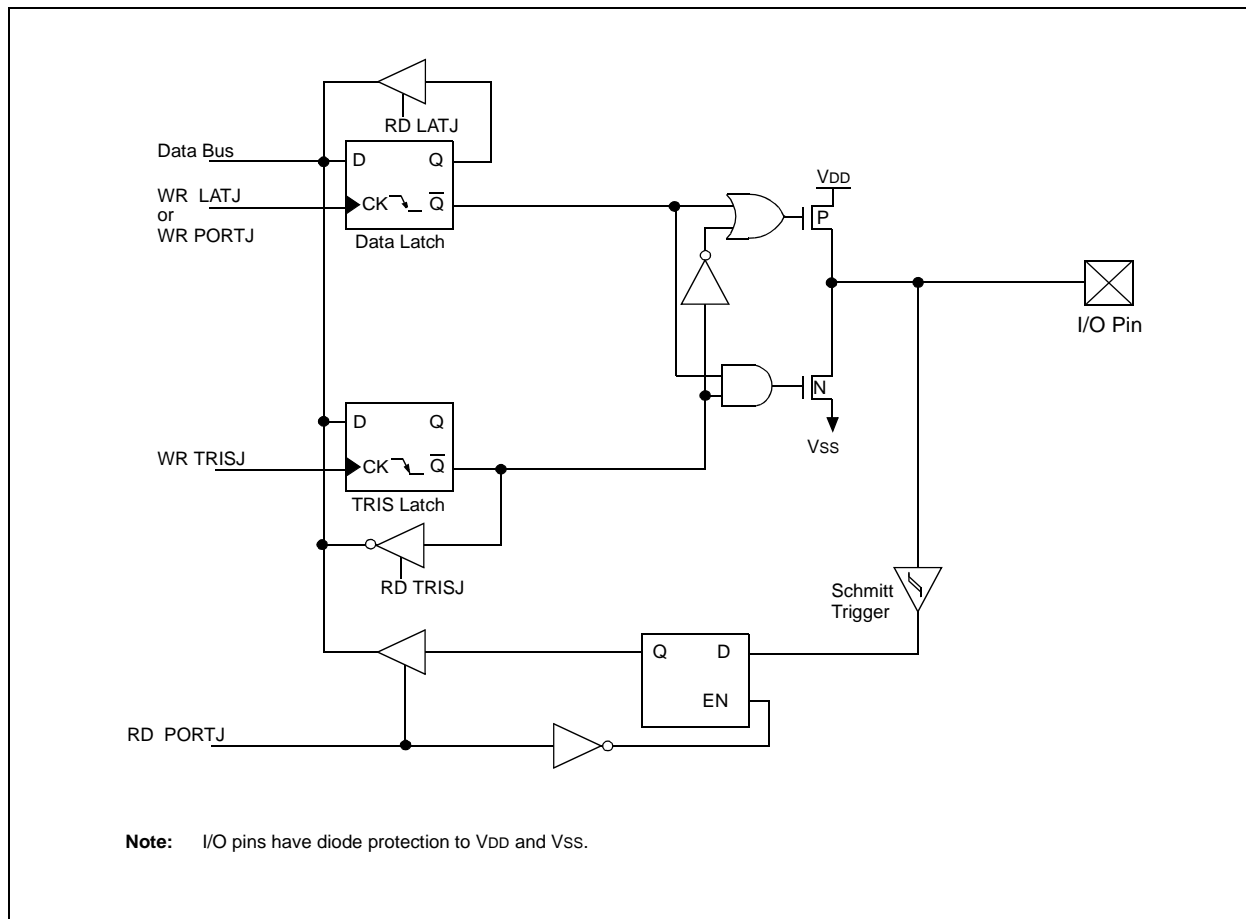 RD LATJ
Data Bus
D Q
VDD
WR LATJ
or
WR PORTJ
CK Q̅
P
Data Latch
I/O Pin
N
D Q
VSS
WR TRISJ
CK Q̅
TRIS Latch
RD TRISJ
Schmitt
Trigger
Q D
EN
RD PORTJ
Note: I/O pins have diode protection to VDD and VSS.